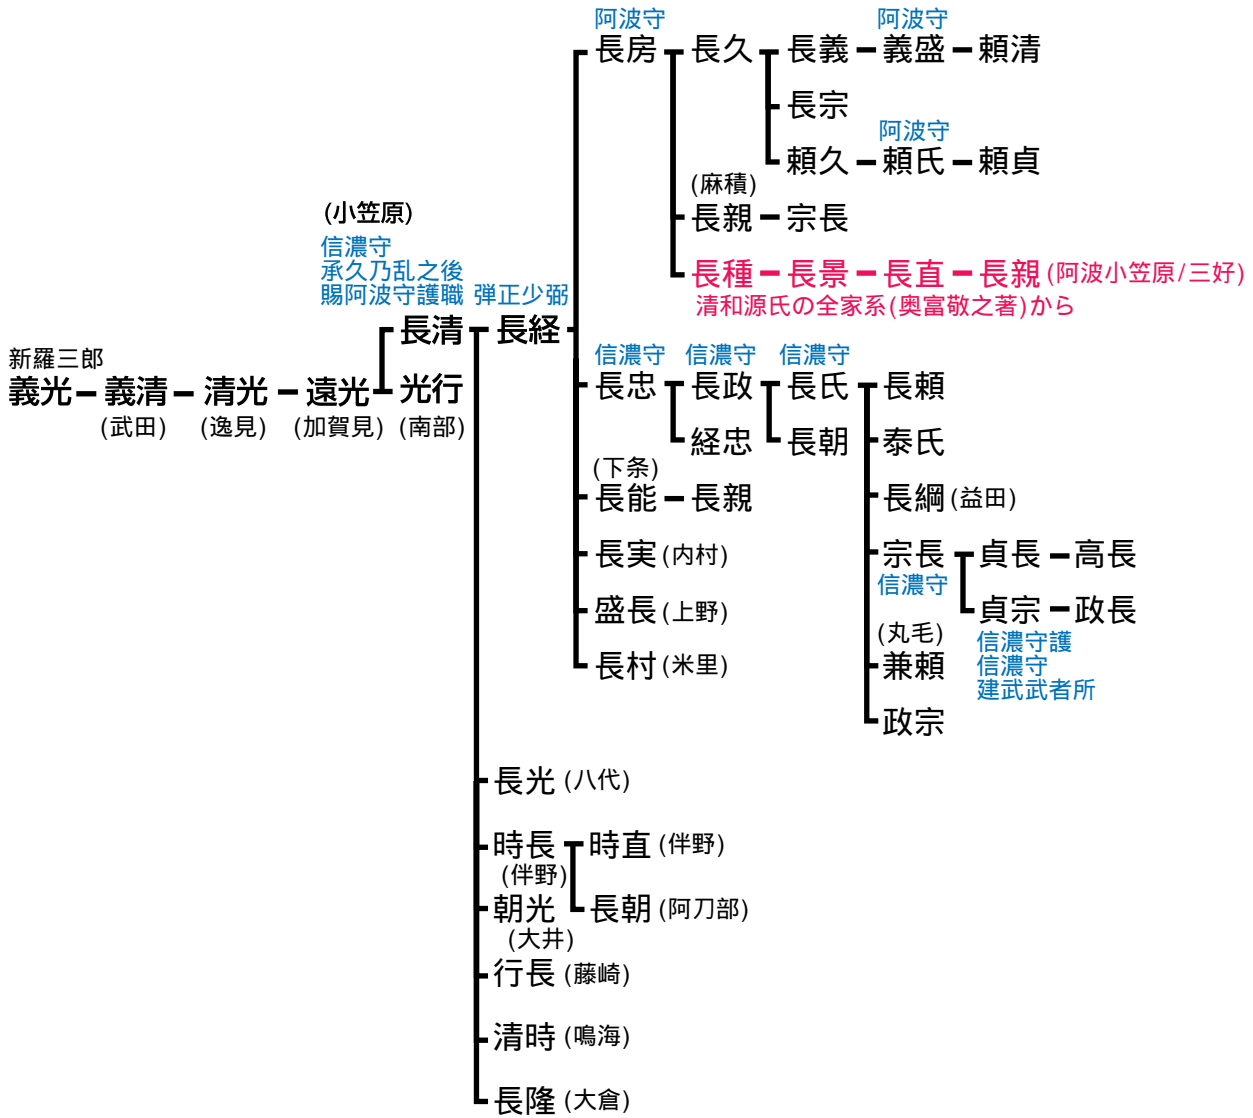 阿波守 阿波守
長房 長久 長義 義盛 頼清
長宗
阿波守
頼久 頼氏 頼貞
(麻積)
長親 宗長
(小笠原)
信濃守
承久乃乱之後
賜阿波守護職 弾正少弼
長種 長景 長直 長親 (阿波小笠原/三好)
清和源氏の全家系(奥富敬之著)から
長清 長経
新羅三郎
信濃守 信濃守 信濃守
義光 義清 清光 遠光 光行
(武田) (逸見) (加賀見) (南部)
長忠 長政 長氏 長頼
経忠 長朝 泰氏
(下条)
長能 長親 長綱 (益田)
長実 (内村) 宗長 貞長 高長
信濃守
盛長 (上野) 貞宗 政長
(丸毛) 信濃守護
長村 (米里) 兼頼 信濃守
建武武者所
政宗
長光 (八代)
時長 時直 (伴野)
(伴野)
朝光 長朝 (阿刀部)
(大井)
行長 (藤崎)
清時 (鳴海)
長隆 (大倉)